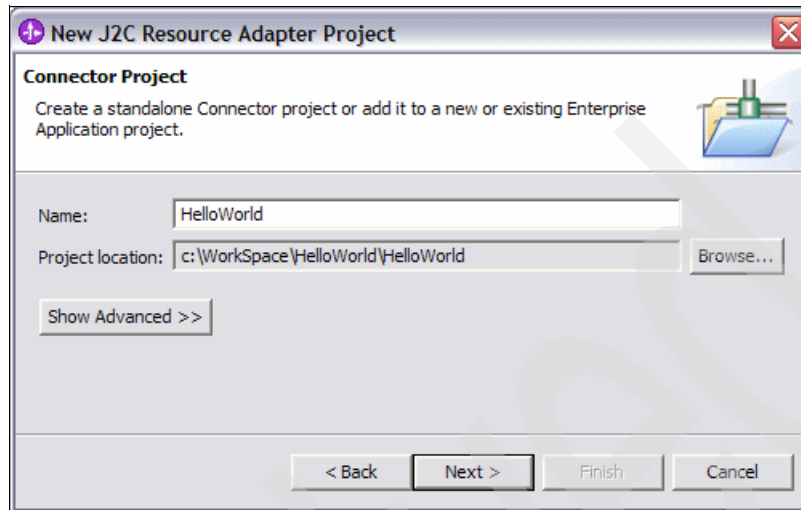 New J2C Resource Adapter Project
Connector Project
Create a standalone Connector project or add it to a new or existing Enterprise
Application project.
Name: HelloWorld
Project location: c:\WorkSpace\HelloWorld\HelloWorld Browse...
Show Advanced >>
< Back Next > Finish Cancel